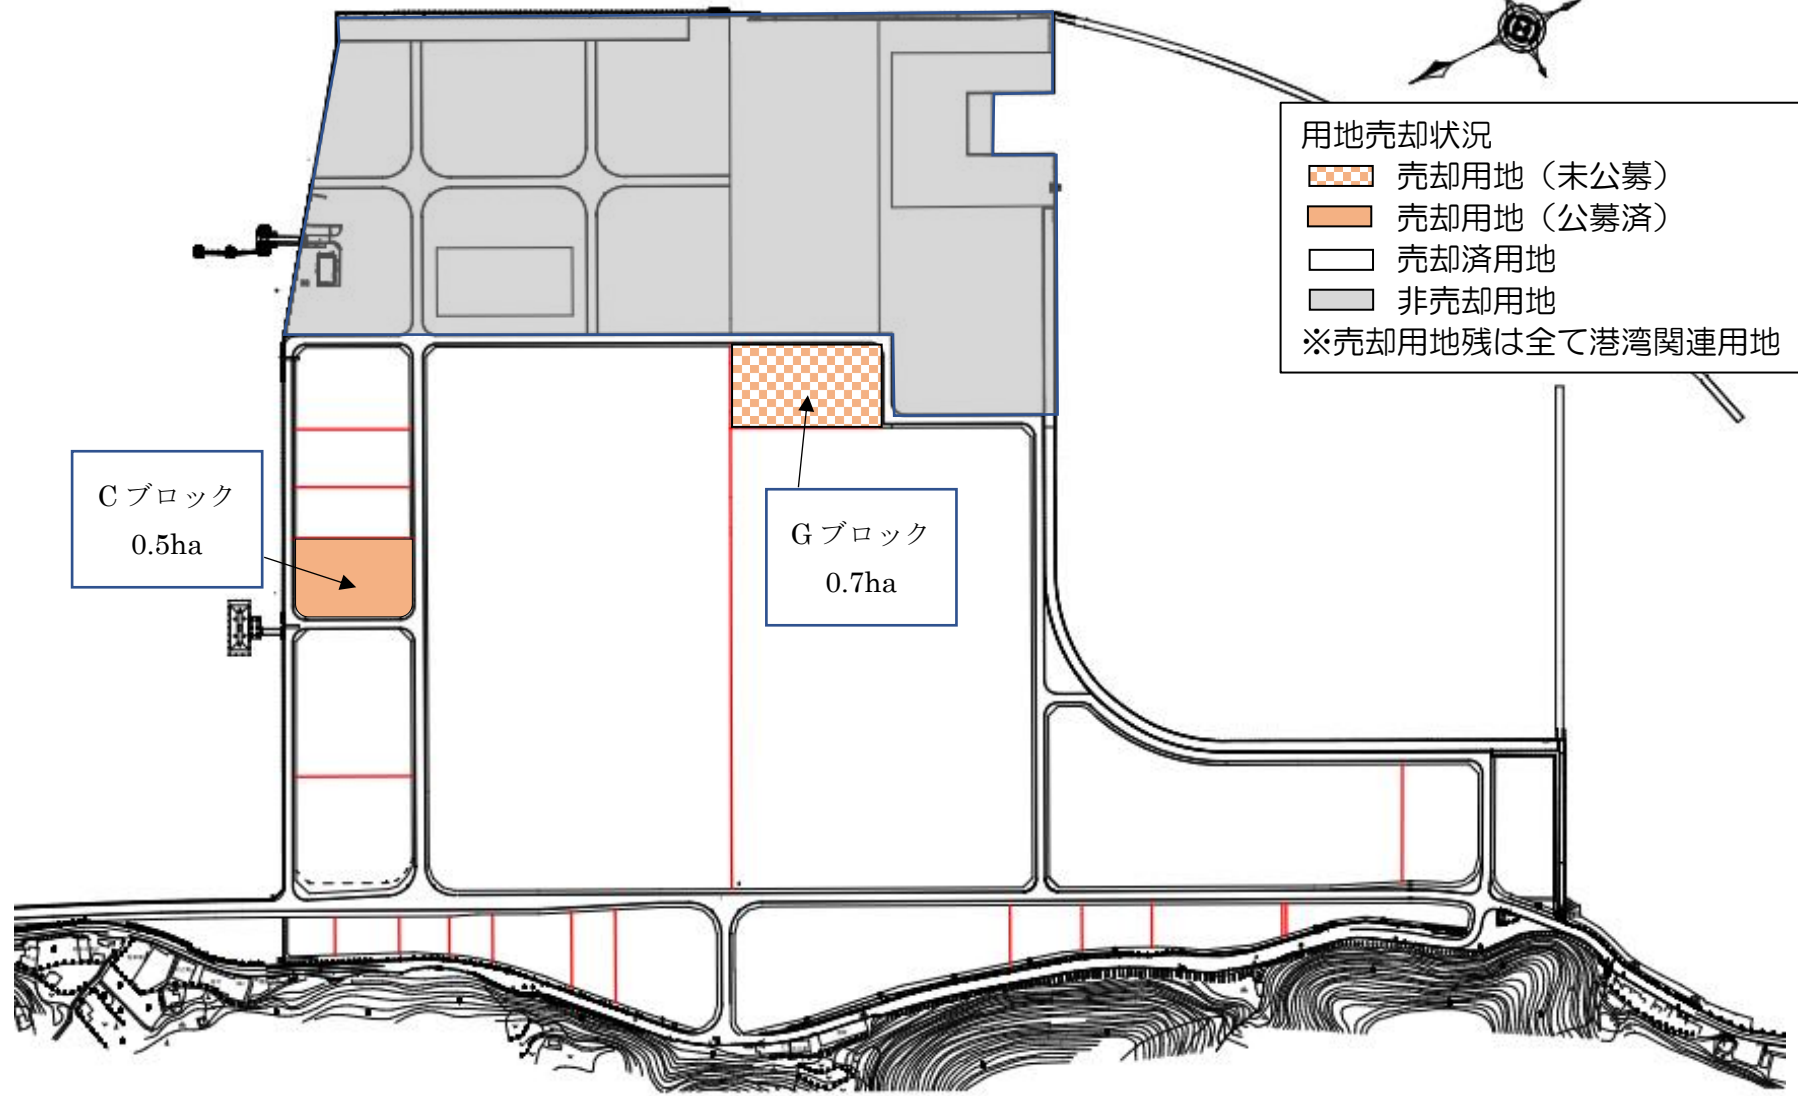 用地売却状況
売却用地（未公募）
売却用地（公募済）
売却済用地
非売却用地
※売却用地残は全て港湾関連用地
C ブロック
0.5ha
G ブロック
0.7ha